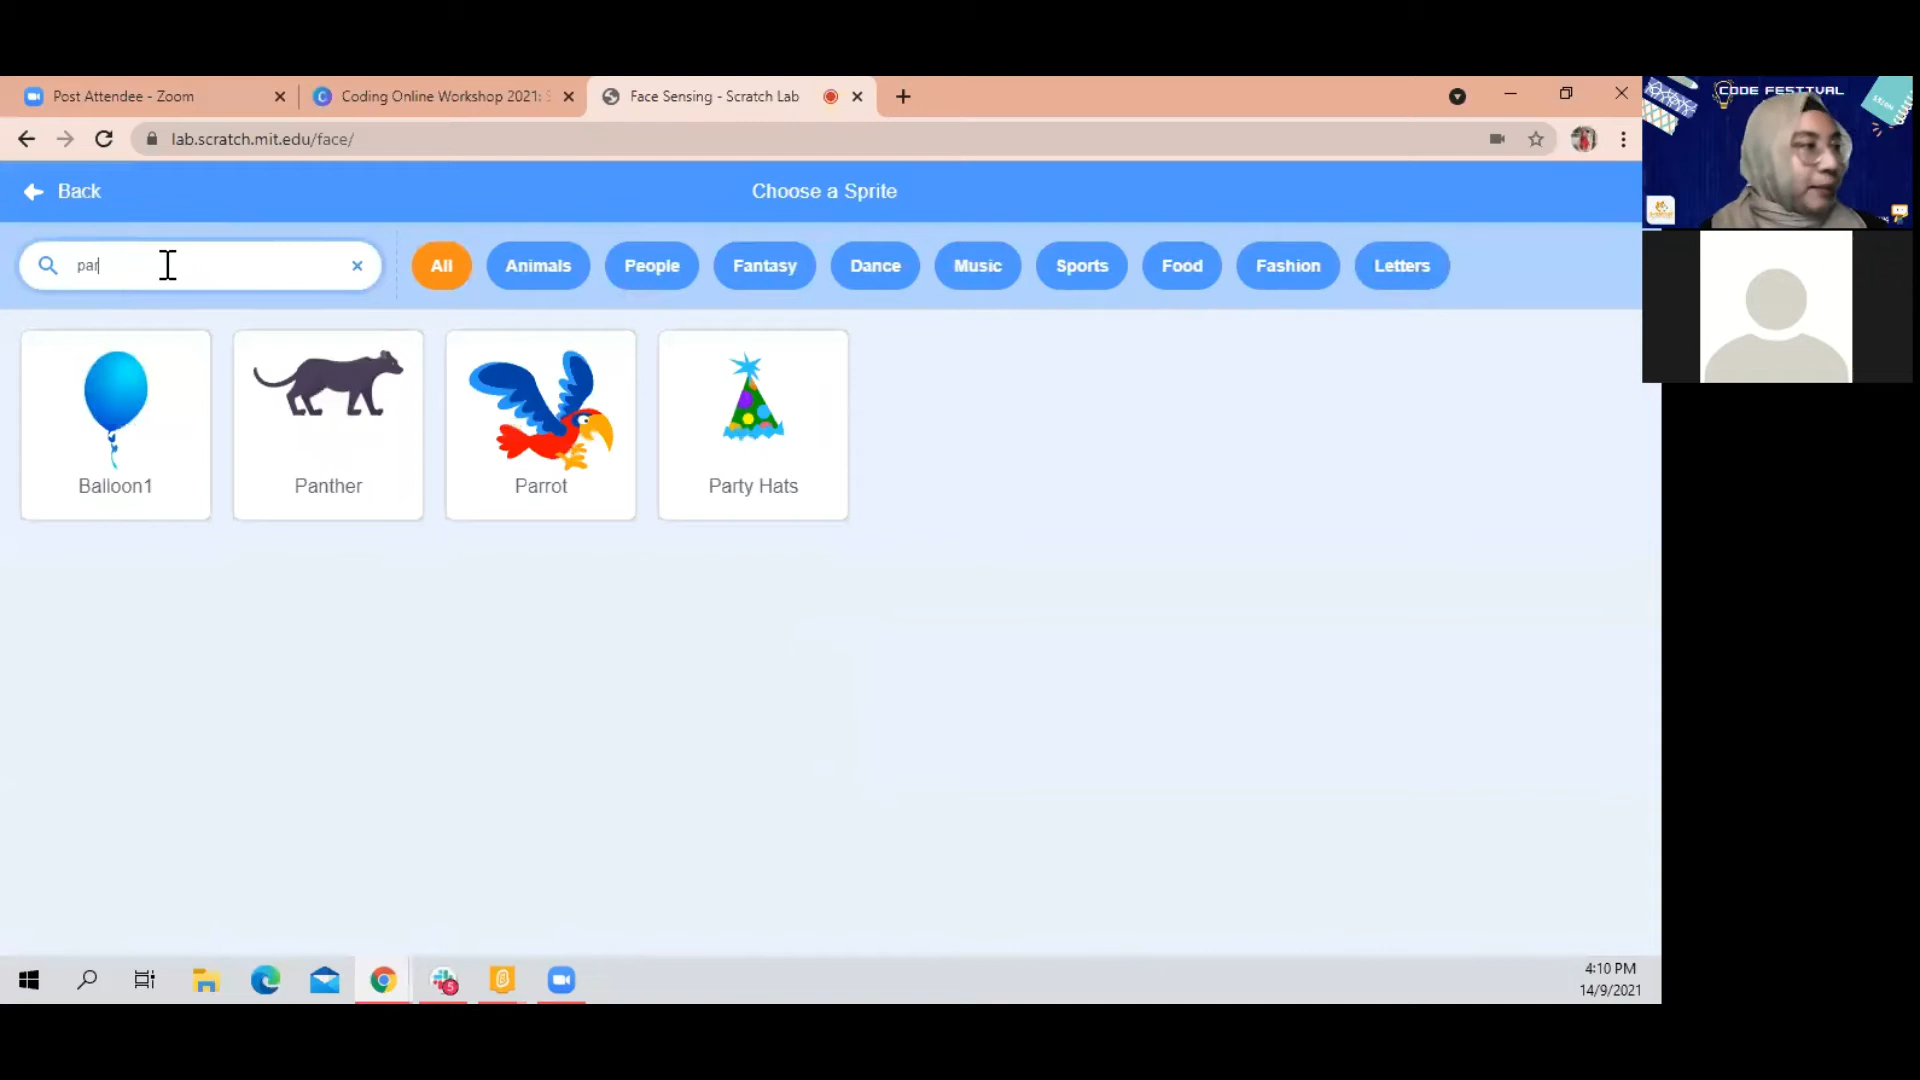 Post Attendee - Zoom
Coding Online Workshop 2021:
Face Sensing - Scratch Lab
CODE FESTIVAL
lab.scratch.mit.edu/face/
Back
Choose a Sprite
par
All
Animals
People
Fantasy
Dance
Music
Sports
Food
Fashion
Letters
Balloon1
Panther
Parrot
Party Hats
5
4:10 PM
14/9/2021